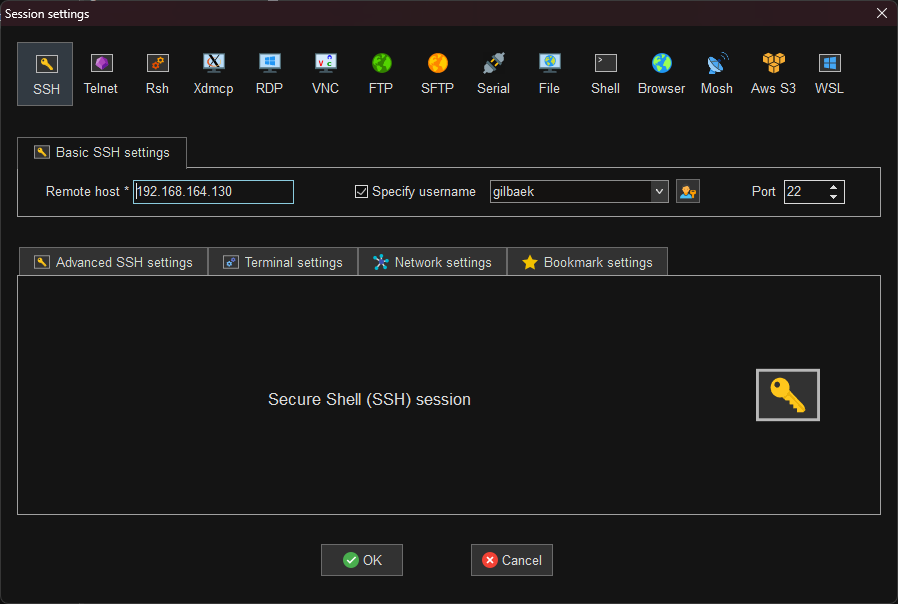 Session settings
SSH Telnet Rsh Xdmcp RDP VNC FTP SFTP Serial File Shell Browser Mosh Aws S3 WSL
Basic SSH settings
Remote host * 192.168.164.130 Specify username gilbaek Port 22
Advanced SSH settings Terminal settings Network settings Bookmark settings
Secure Shell (SSH) session
OK Cancel